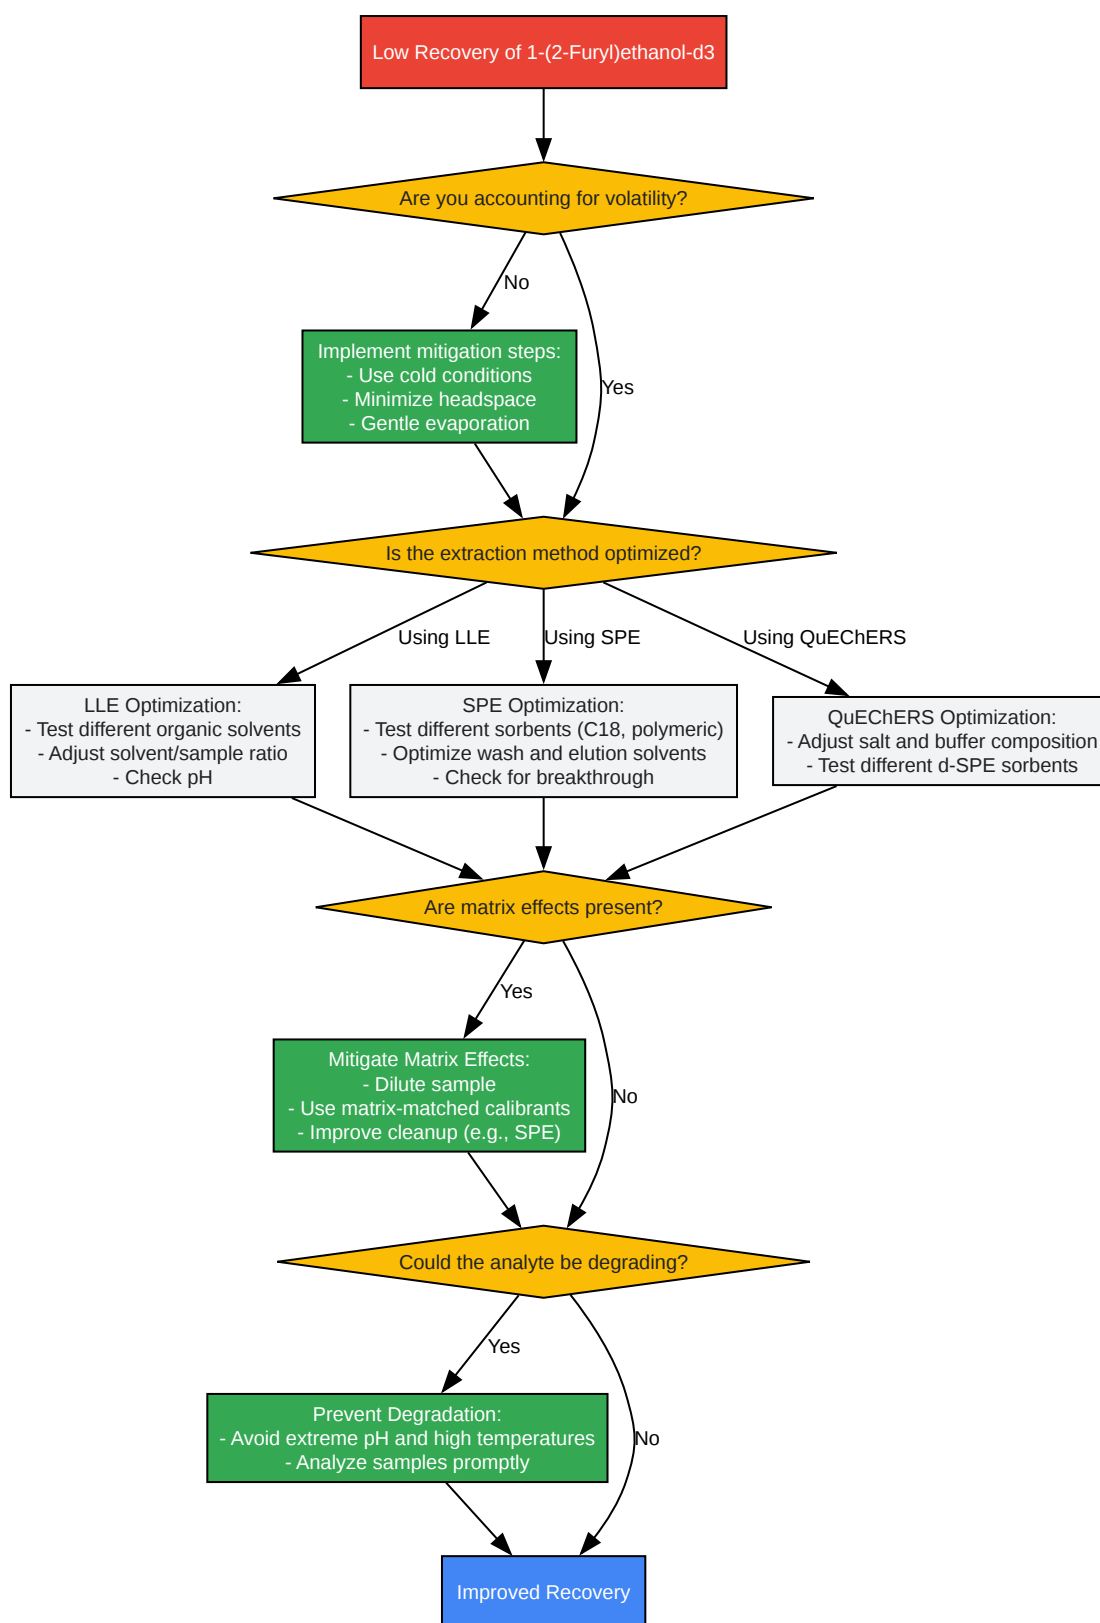 Low Recovery of 1-(2-Furyl)ethanol-d3
Are you accounting for volatility?
No
Implement mitigation steps:
- Use cold conditions
- Minimize headspace
- Gentle evaporation
Yes
Is the extraction method optimized?
Using LLE
Using SPE
Using QuEChERS
LLE Optimization:
- Test different organic solvents
- Adjust solvent/sample ratio
- Check pH
SPE Optimization:
- Test different sorbents (C18, polymeric)
- Optimize wash and elution solvents
- Check for breakthrough
QuEChERS Optimization:
- Adjust salt and buffer composition
- Test different d-SPE sorbents
Are matrix effects present?
Yes
Mitigate Matrix Effects:
- Dilute sample
- Use matrix-matched calibrants
- Improve cleanup (e.g., SPE)
No
Could the analyte be degrading?
Yes
Prevent Degradation:
- Avoid extreme pH and high temperatures
- Analyze samples promptly
No
Improved Recovery